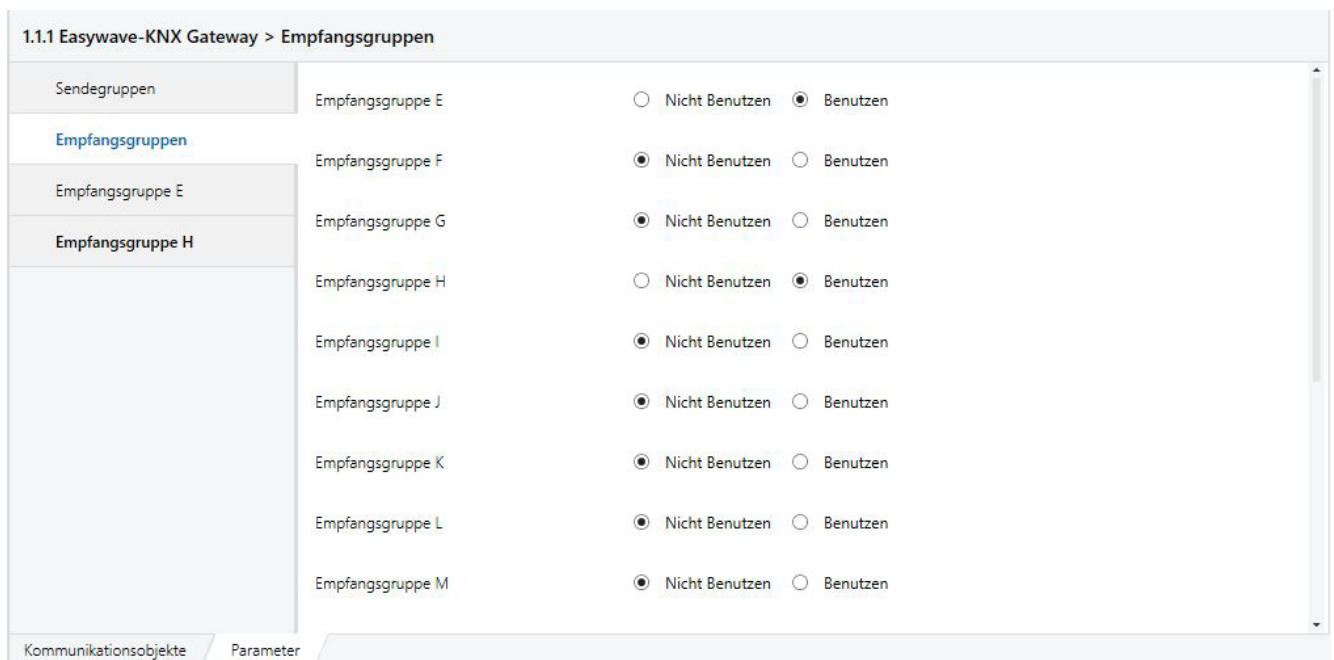 1.1.1 Easywave-KNX Gateway > Empfangsgruppen
Sendegruppen
Empfangsgruppen
Empfangsgruppe E
Empfangsgruppe H
Empfangsgruppe E Nicht Benutzen Benutzen
Empfangsgruppe F Nicht Benutzen Benutzen
Empfangsgruppe G Nicht Benutzen Benutzen
Empfangsgruppe H Nicht Benutzen Benutzen
Empfangsgruppe I Nicht Benutzen Benutzen
Empfangsgruppe J Nicht Benutzen Benutzen
Empfangsgruppe K Nicht Benutzen Benutzen
Empfangsgruppe L Nicht Benutzen Benutzen
Empfangsgruppe M Nicht Benutzen Benutzen
Kommunikationsobjekte Parameter